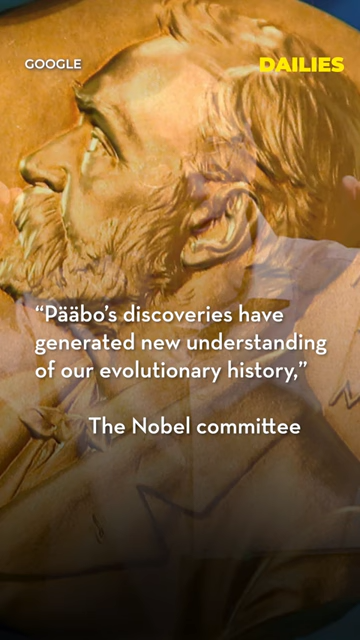 GOOGLE
DAILIES
“Pääbo’s discoveries have
generated new understanding
of our evolutionary history,”
The Nobel committee